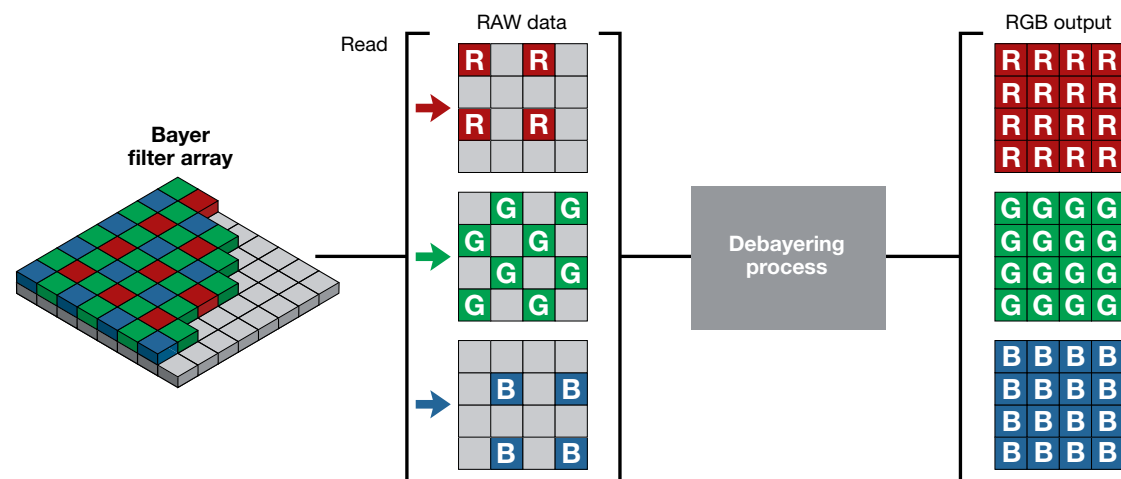 Read
RAW data
RGB output
Bayer
filter array
R R
R R
G G
G G
G G
G G
B B
B B
Debayering
process
R R R R
R R R R
R R R R
R R R R
G G G G
G G G G
G G G G
G G G G
B B B B
B B B B
B B B B
B B B B